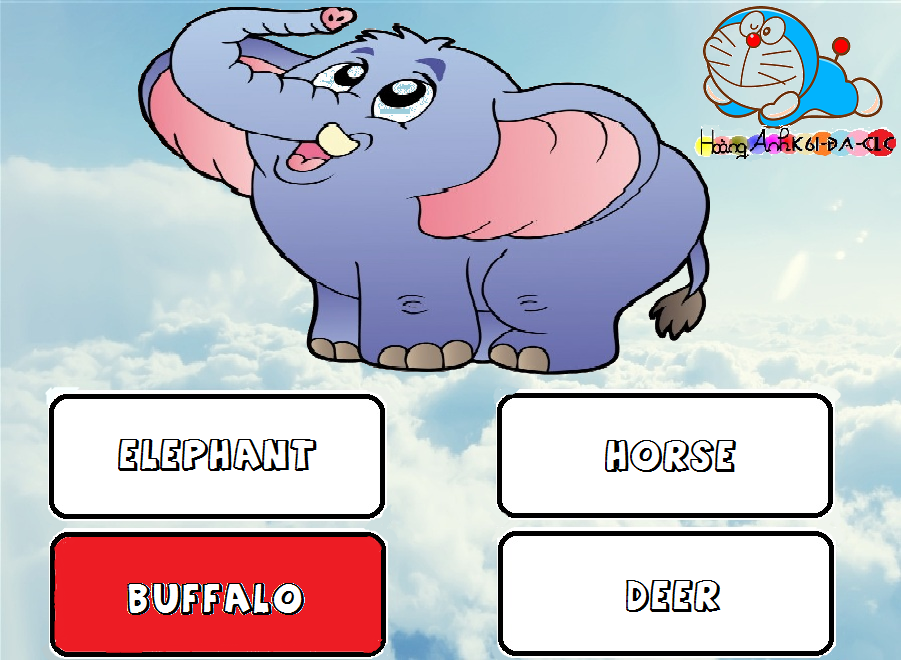 Hoàng Anh K61-ĐA-CLC
ELEPHANT
HORSE
BUFFALO
DEER